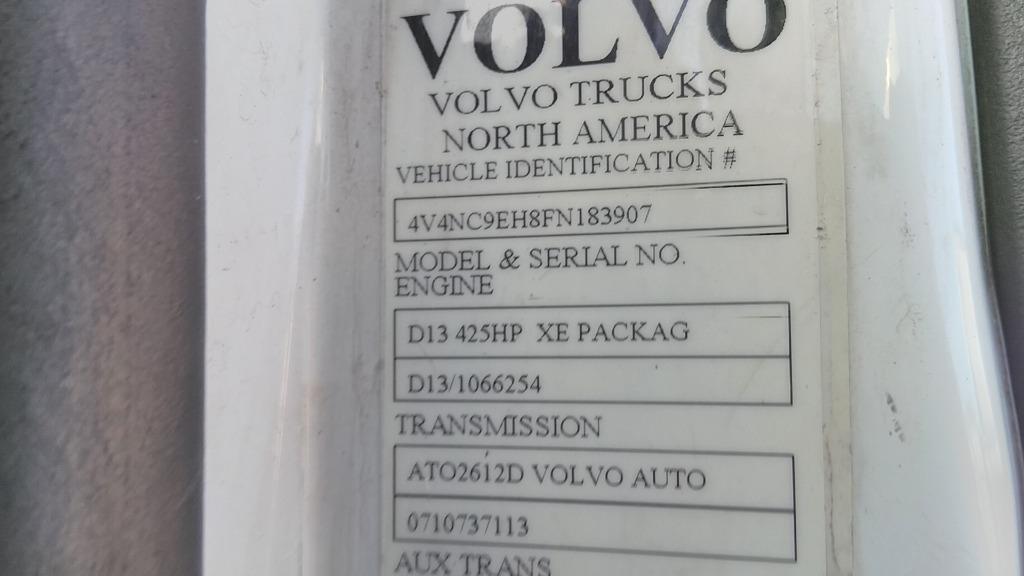 VOLVO
VOLVO TRUCKS
NORTH AMERICA
VEHICLE IDENTIFICATION #
4V4NC9EH8FN183907
MODEL & SERIAL NO.
ENGINE
D13 425HP XE PACKAG
D13/1066254
TRANSMISSION
ATO2612D VOLVO AUTO
0710737113
AUX TRANS